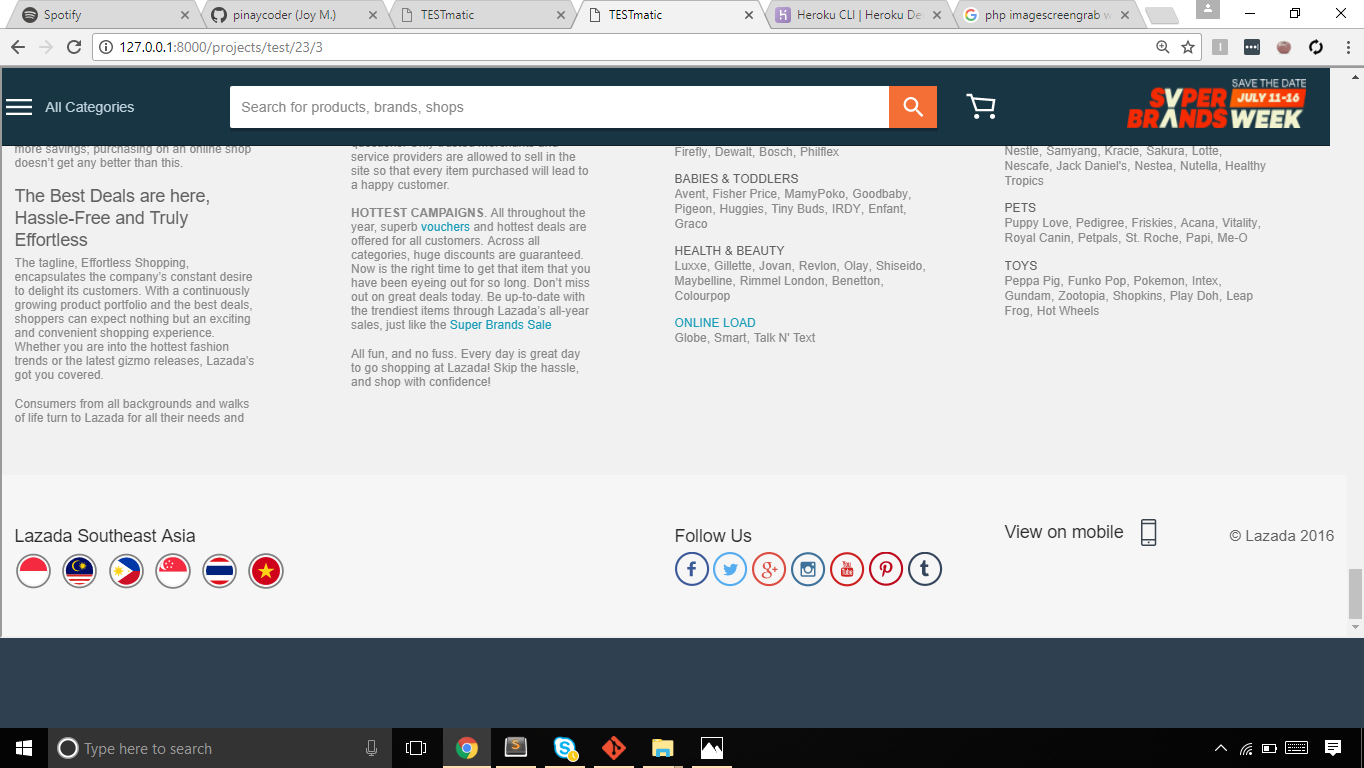 Spotify
pinaycoder (Joy M.)
TESTmatic
TESTmatic
Heroku CLI | Heroku De
php imagescreengrab w
127.0.0.1:8000/projects/test/23/3
All Categories
Search for products, brands, shops
SAVE THE DATE
SVPER JULY 11-16
BRANDS WEEK
more savings; purchasing on an online shop
doesn't get any better than this.
The Best Deals are here,
Hassle-Free and Truly
Effortless
The tagline, Effortless Shopping,
encapsulates the company's constant desire
to delight its customers. With a continuously
growing product portfolio and the best deals,
shoppers can expect nothing but an exciting
and convenient shopping experience.
Whether you are into the hottest fashion
trends or the latest gizmo releases, Lazada's
got you covered.
Consumers from all backgrounds and walks
of life turn to Lazada for all their needs and
service providers are allowed to sell in the
site so that every item purchased will lead to
a happy customer.
HOTTEST CAMPAIGNS. All throughout the
year, superb vouchers and hottest deals are
offered for all customers. Across all
categories, huge discounts are guaranteed.
Now is the right time to get that item that you
have been eyeing out for so long. Don't miss
out on great deals today. Be up-to-date with
the trendiest items through Lazada's all-year
sales, just like the Super Brands Sale
All fun, and no fuss. Every day is great day
to go shopping at Lazada! Skip the hassle,
and shop with confidence!
Firefly, Dewalt, Bosch, Philflex
BABIES & TODDLERS
Avent, Fisher Price, MamyPoko, Goodbaby,
Pigeon, Huggies, Tiny Buds, IRDY, Enfant,
Graco
HEALTH & BEAUTY
Luxxe, Gillette, Jovan, Revlon, Olay, Shiseido,
Maybelline, Rimmel London, Benetton,
Colourpop
ONLINE LOAD
Globe, Smart, Talk N' Text
Nestle, Samyang, Kracie, Sakura, Lotte,
Nescafe, Jack Daniel's, Nestea, Nutella, Healthy
Tropics
PETS
Puppy Love, Pedigree, Friskies, Acana, Vitality,
Royal Canin, Petpals, St. Roche, Papi, Me-O
TOYS
Peppa Pig, Funko Pop, Pokemon, Intex,
Gundam, Zootopia, Shopkins, Play Doh, Leap
Frog, Hot Wheels
Lazada Southeast Asia
Follow Us
View on mobile
© Lazada 2016
Type here to search